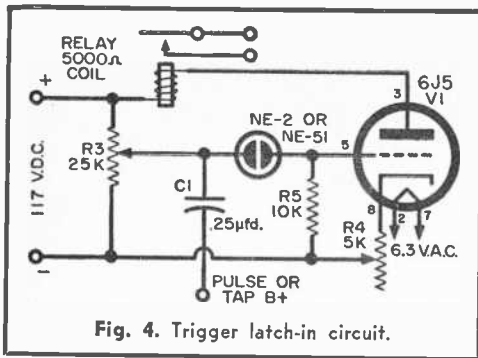 RELAY
5000Ω
COIL
+
117 V.D.C.
-
R3
25K
C1
.25µfd.
PULSE OR
TAP B+
NE-2 OR
NE-51
R5
10K
R4
5K
6J5
V1
3
5
8
2
7
6.3 V.A.C.
Fig. 4. Trigger latch-in circuit.